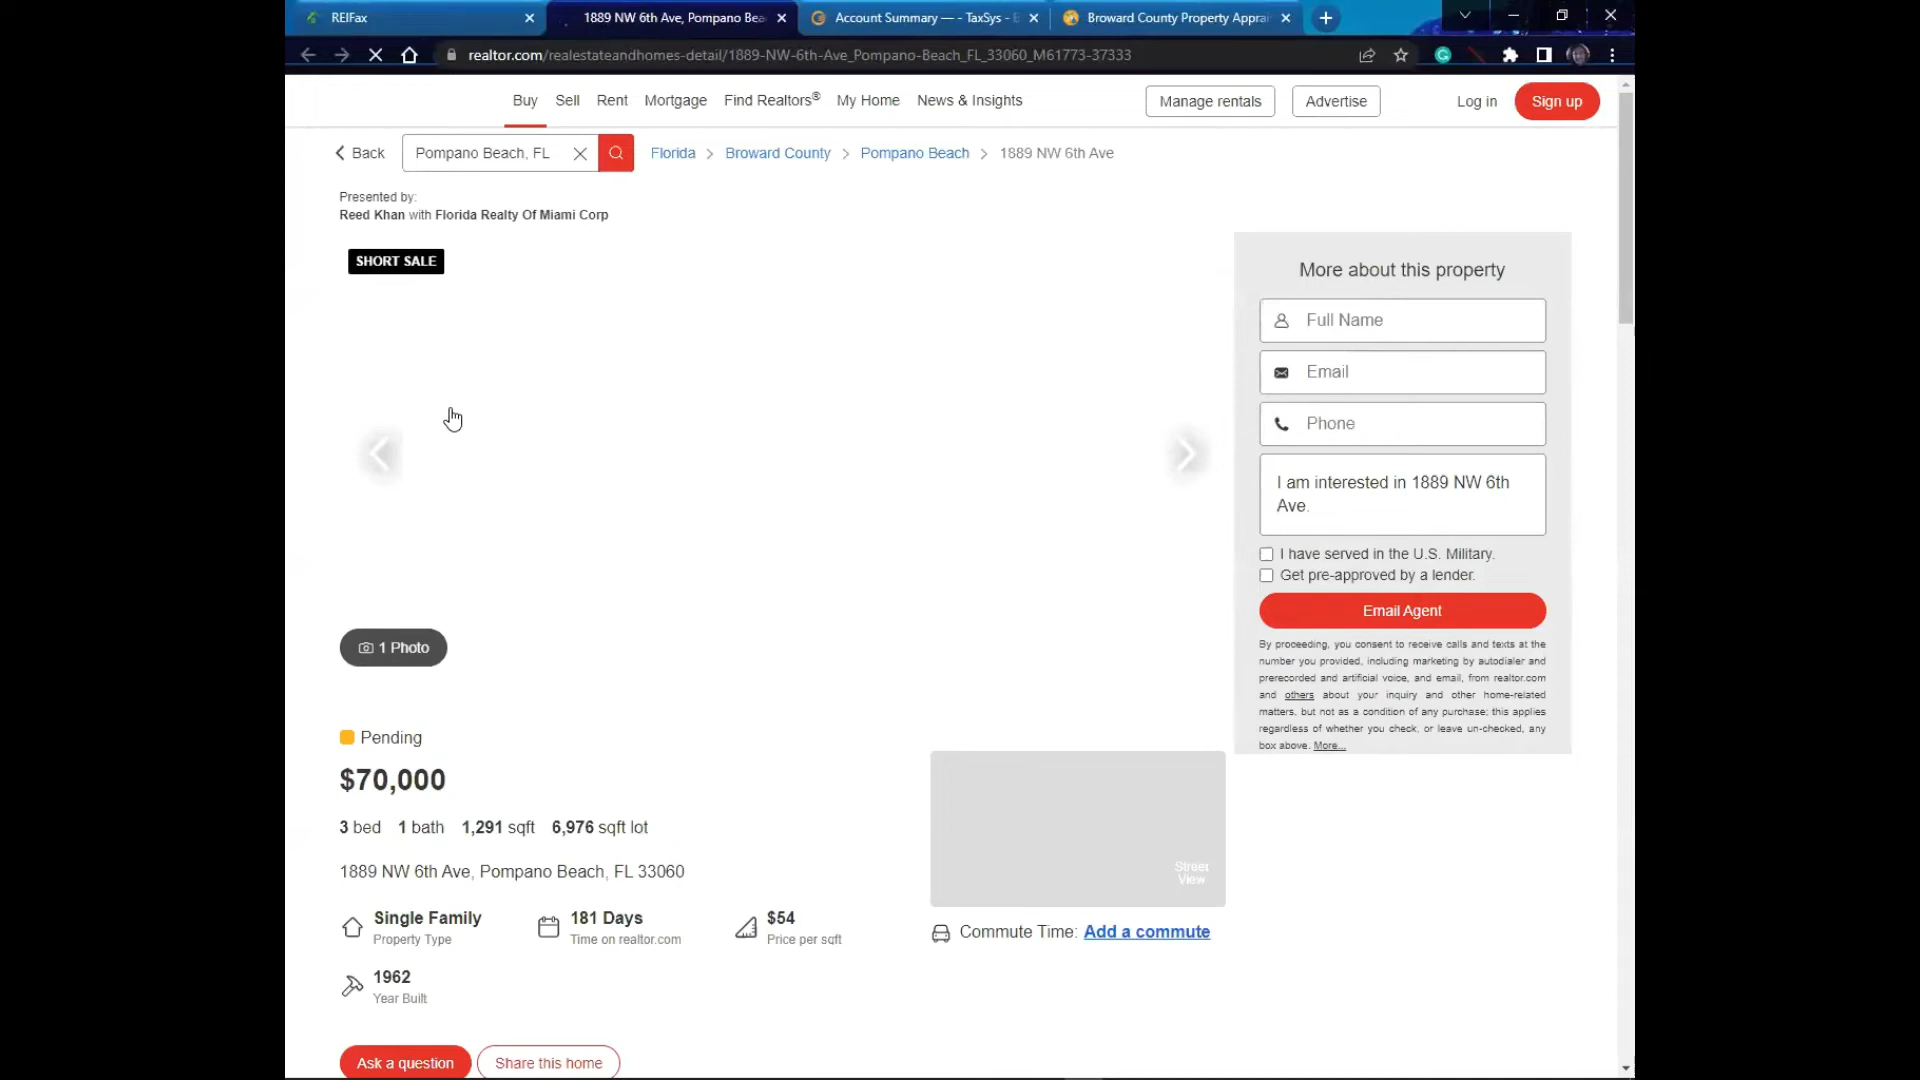 REIFax
1889 NW 6th Ave, Pompano Bea
Account Summary — - TaxSys -
Broward County Property Apprai
realtor.com/realestateandhomes-detail/1889-NW-6th-Ave_Pompano-Beach_FL_33060_M61773-37333
Buy Sell Rent Mortgage Find Realtors® My Home News & Insights Manage rentals Advertise Log in Sign up
Back Pompano Beach, FL Florida > Broward County > Pompano Beach > 1889 NW 6th Ave
Presented by:
Reed Khan with Florida Realty Of Miami Corp
SHORT SALE
1 Photo
Pending
$70,000
3 bed 1 bath 1,291 sqft 6,976 sqft lot
1889 NW 6th Ave, Pompano Beach, FL 33060
Single Family
Property Type
181 Days
Time on realtor.com
$54
Price per sqft
1962
Year Built
Ask a question Share this home
Street
View
Commute Time: Add a commute
More about this property
Full Name
Email
Phone
I am interested in 1889 NW 6th
Ave.
I have served in the U.S. Military.
Get pre-approved by a lender.
Email Agent
By proceeding, you consent to receive calls and texts at the
number you provided, including marketing by autodialer and
prerecorded and artificial voice, and email, from realtor.com
and others about your inquiry and other home-related
matters, but not as a condition of any purchase; this applies
regardless of whether you check, or leave un-checked, any
box above. More...